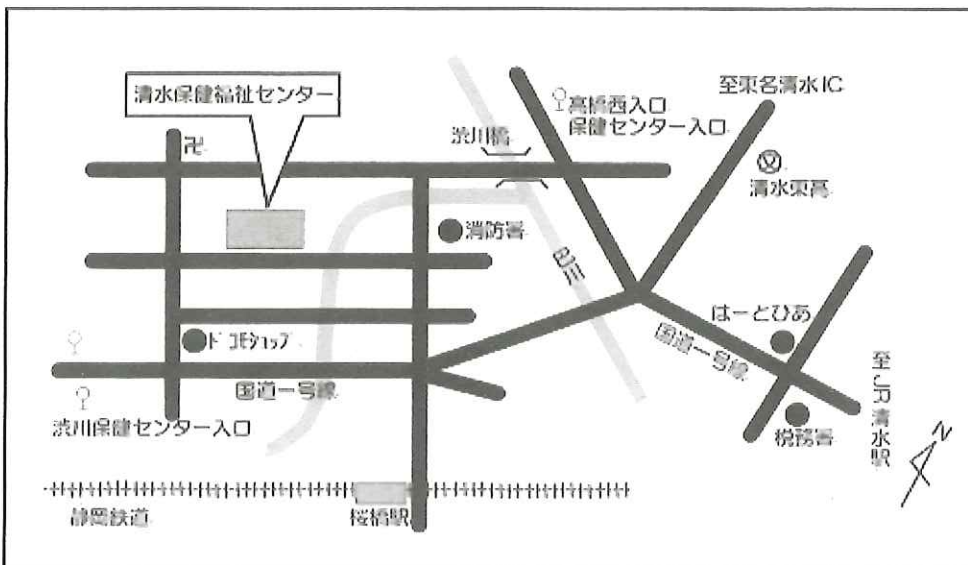 清水保健福祉センター
卍
渋川橋
高橋西入口
保健センター入口
至東名清水IC
清水東高
消防署
巴川
はーとぴあ
国道一号線
ドコモショップ
国道一号線
渋川保健センター入口
税務署
至JR清水駅
N
静岡鉄道
桜橋駅